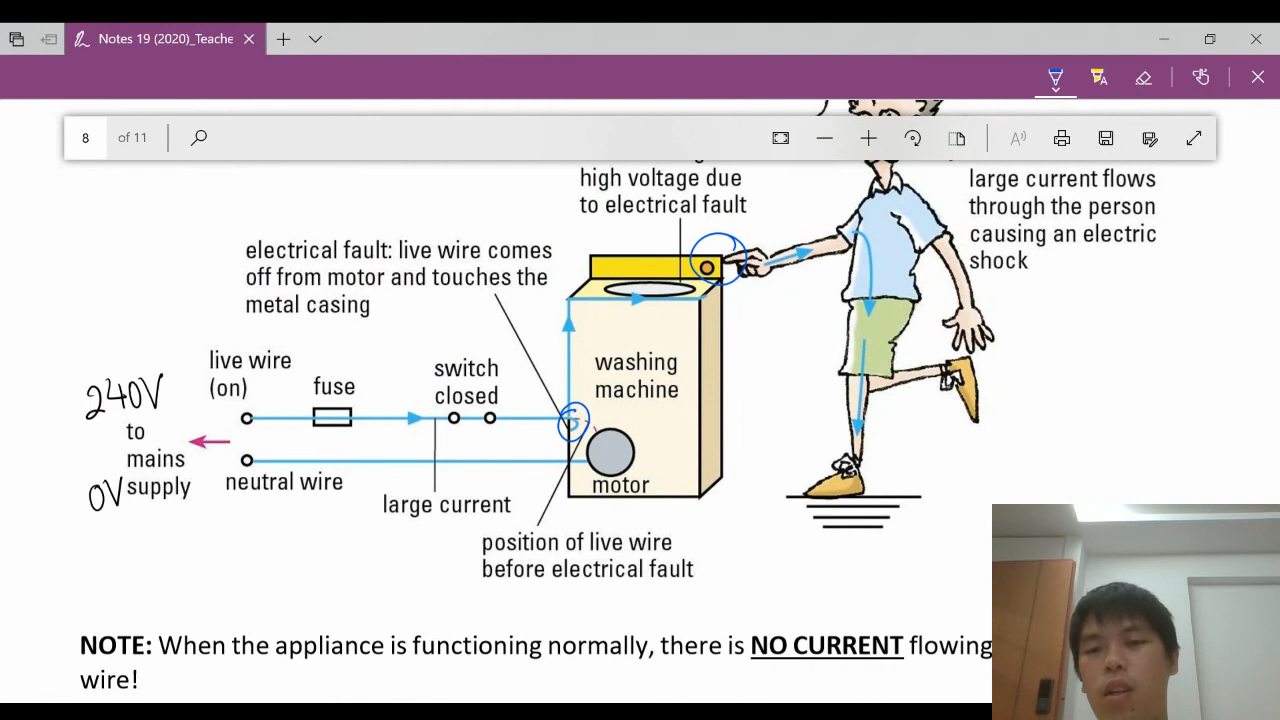 Notes 19 (2020)_Teache
8 of 11
high voltage due
to electrical fault
large current flows
through the person
causing an electric
shock
electrical fault: live wire comes
off from motor and touches the
metal casing
live wire
(on)
fuse
switch
closed
washing
machine
240V
to
mains
supply
0V
neutral wire
motor
large current
position of live wire
before electrical fault
NOTE: When the appliance is functioning normally, there is NO CURRENT flowing
wire!